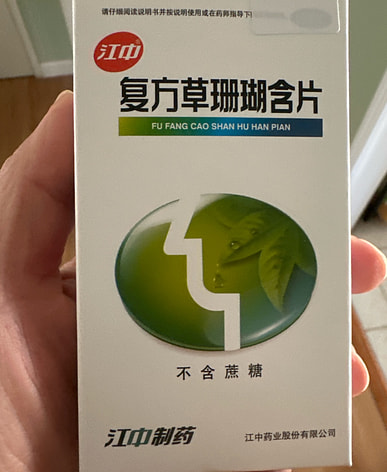 请仔细阅读说明书并按说明使用或在药师指导下
江中®
复方草珊瑚含片
FU FANG CAO SHAN HU HAN PIAN
不含蔗糖
江中制药
江中药业股份有限公司